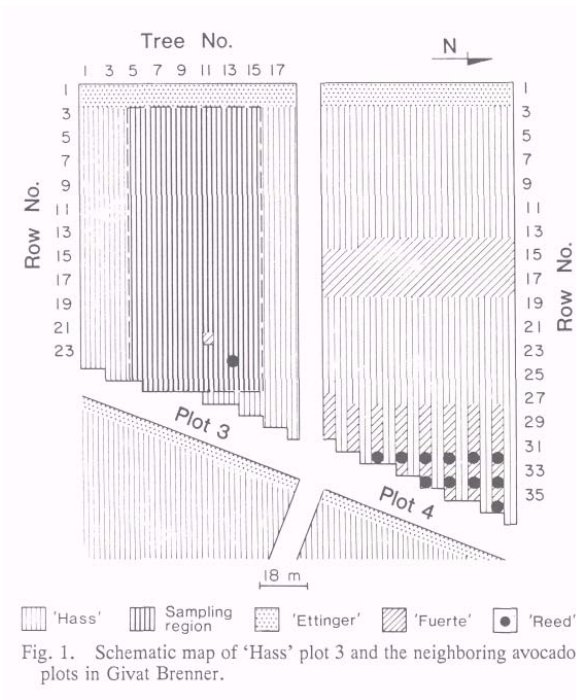 Tree No.
1 3 5 7 9 11 13 15 17
N
Row No.
1
3
5
7
9
11
13
15
17
19
21
23
1
3
5
7
9
11
13
15
17
19
21
23
25
27
29
31
33
35
Row No.
Plot 3
Plot 4
18 m
'Hass' Sampling region 'Ettinger' 'Fuerte' 'Reed'
Fig. 1. Schematic map of 'Hass' plot 3 and the neighboring avocado
plots in Givat Brenner.